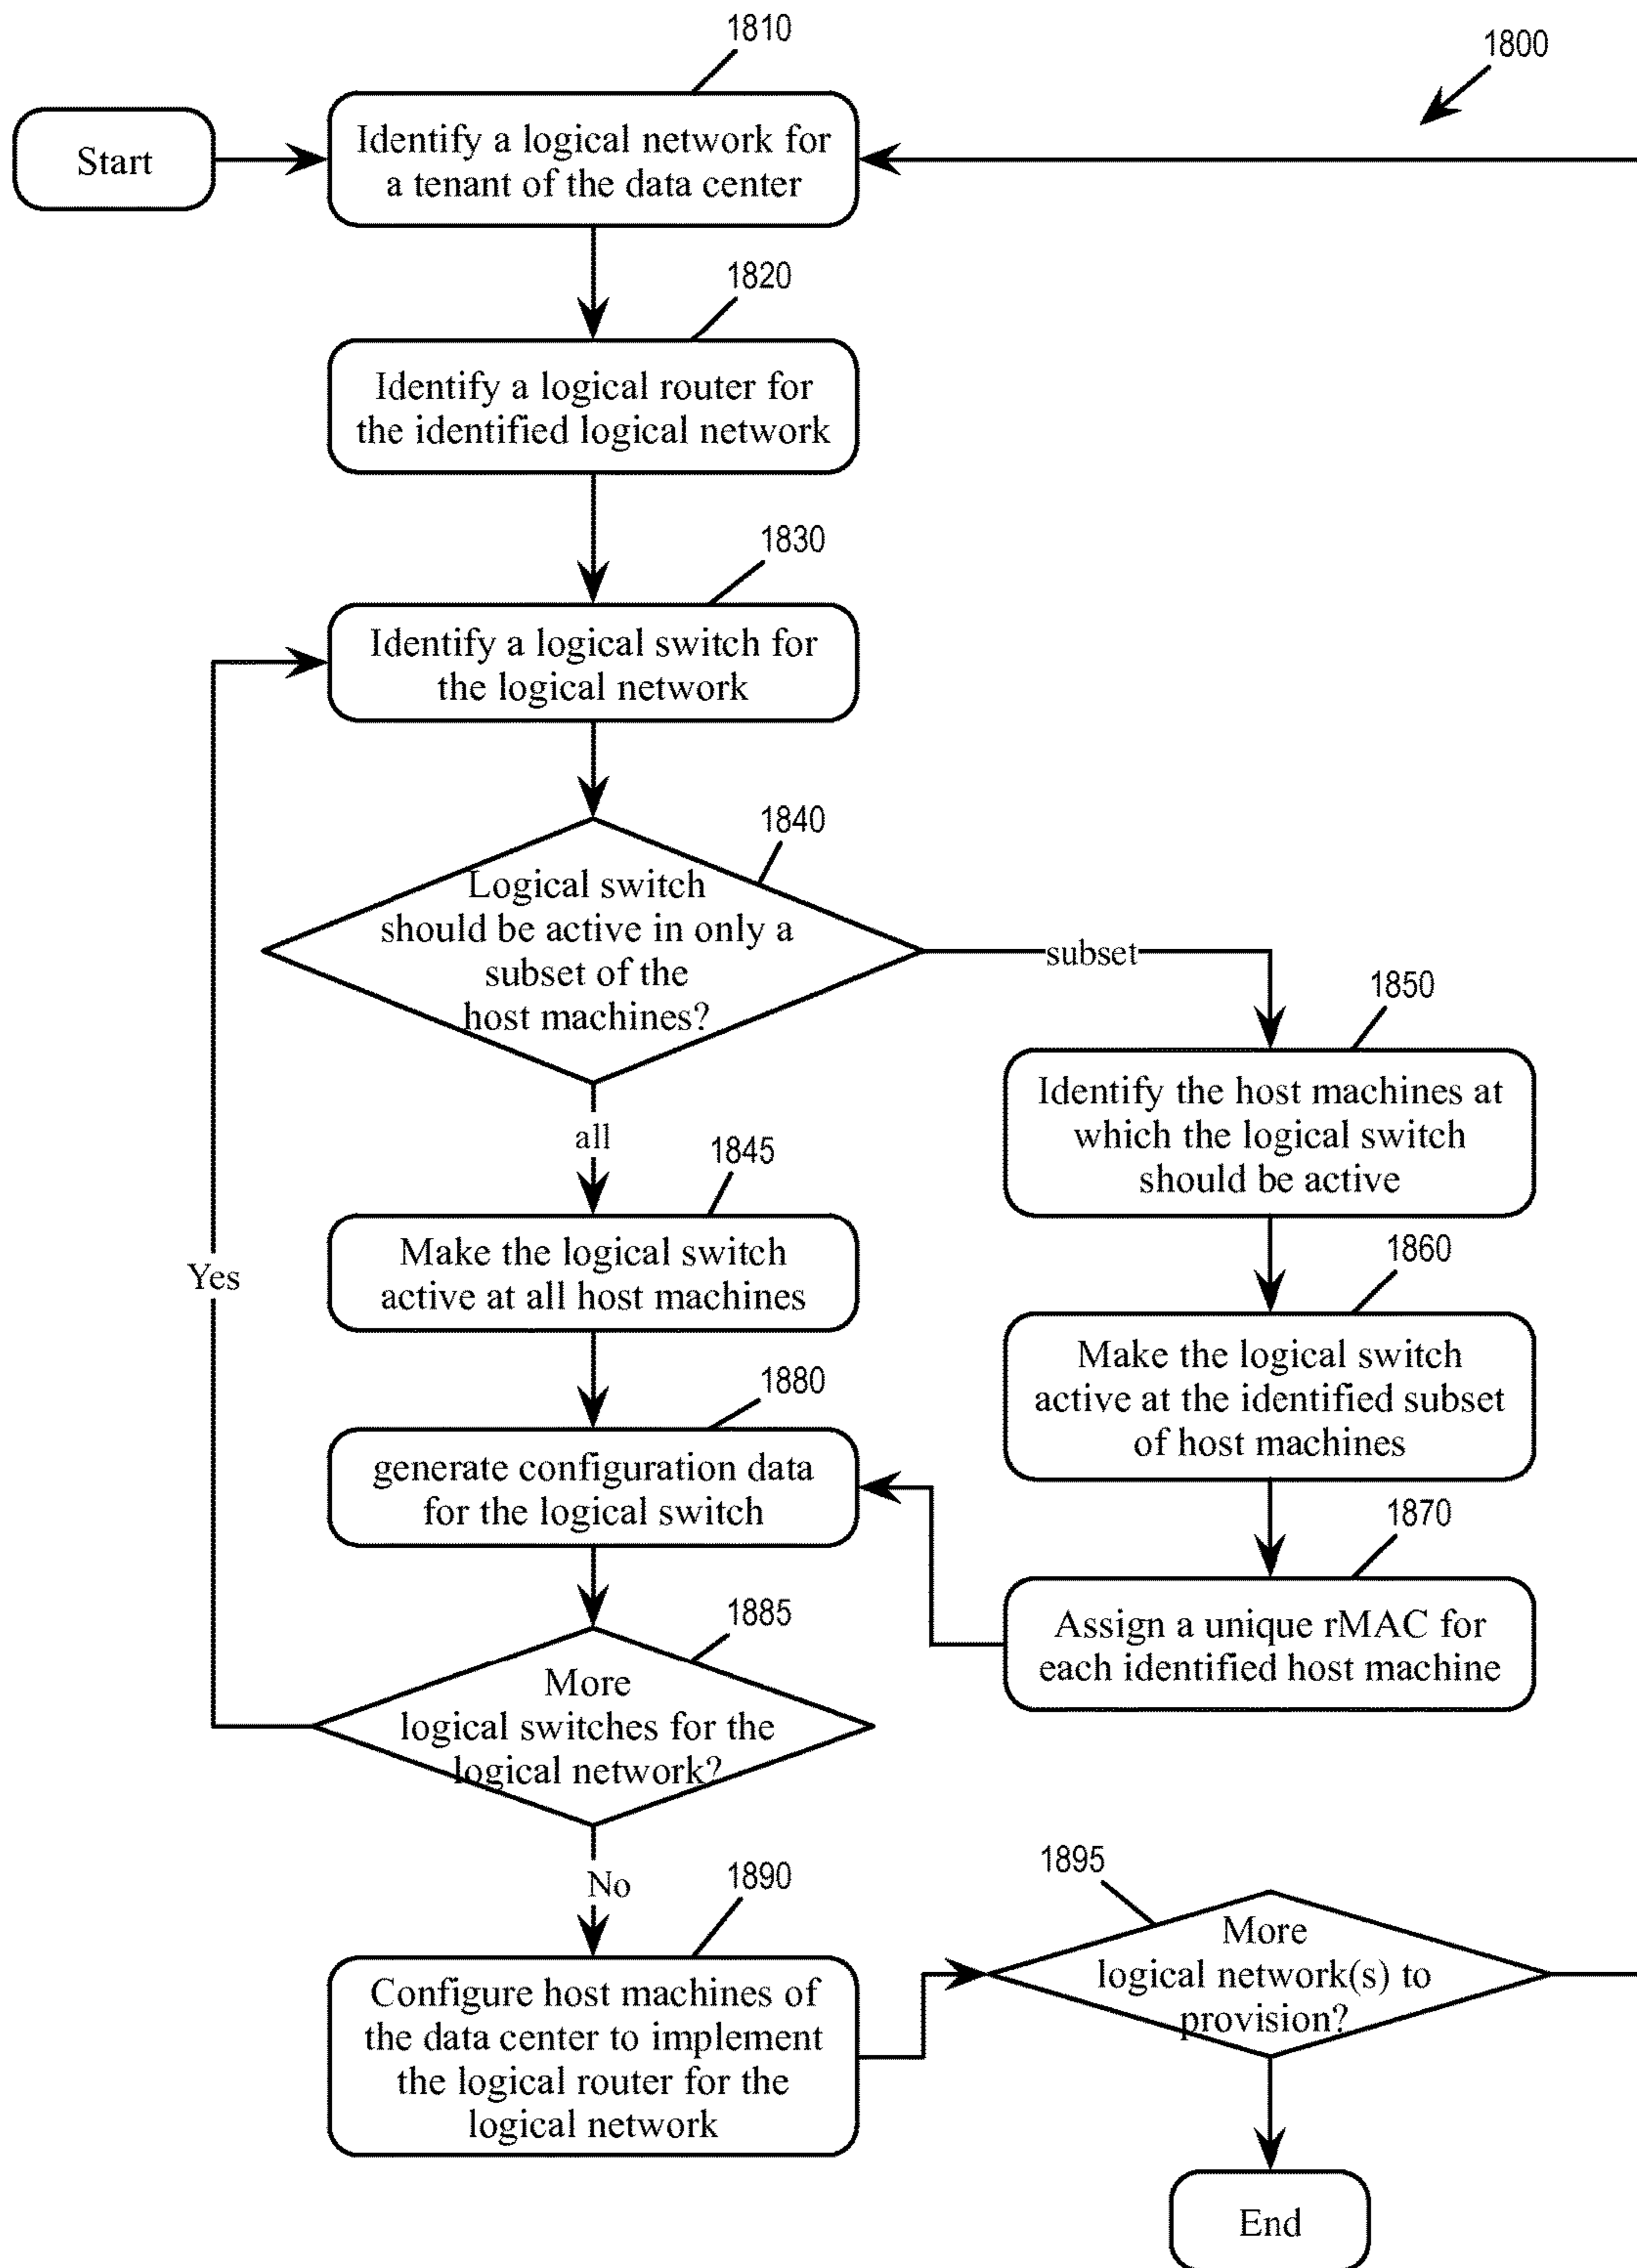 1810
1800
Start
Identify a logical network for
a tenant of the data center
1820
Identify a logical router for
the identified logical network
1830
Identify a logical switch for
the logical network
1840
Logical switch
should be active in only a
subset of the
host machines?
subset
1850
Identify the host machines at
which the logical switch
should be active
all
1845
Make the logical switch
active at all host machines
1860
Make the logical switch
active at the identified subset
of host machines
Yes
1880
generate configuration data
for the logical switch
1870
Assign a unique rMAC for
each identified host machine
1885
More
logical switches for the
logical network?
No
1890
Configure host machines of
the data center to implement
the logical router for the
logical network
1895
More
logical network(s) to
provision?
End